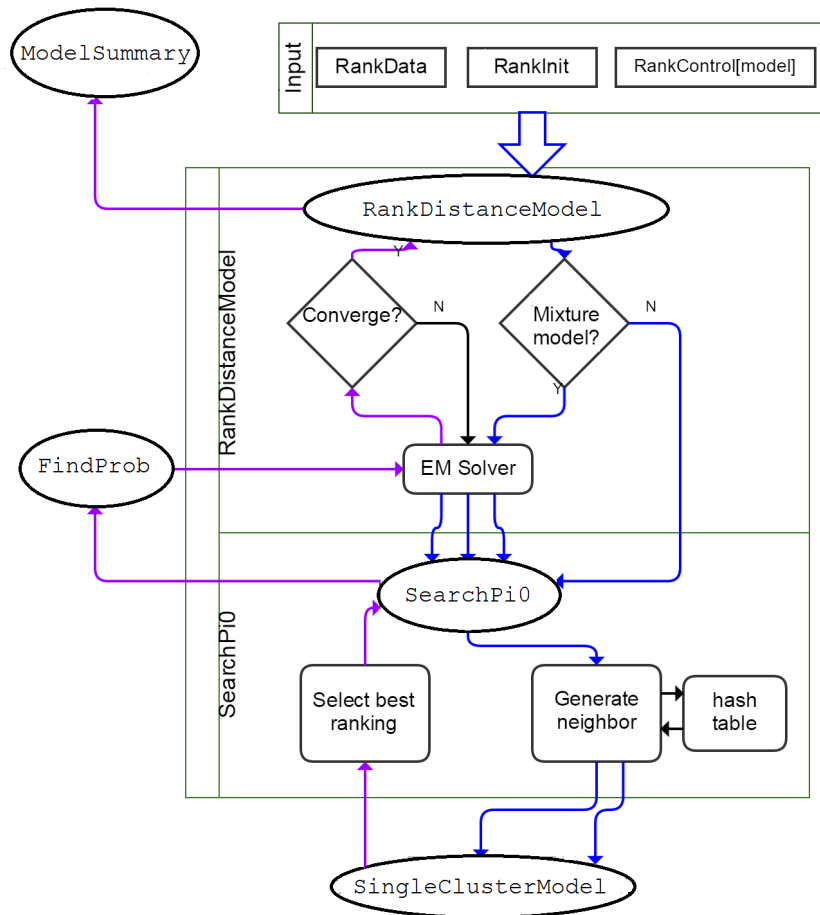 ModelSummary
Input
RankData
RankInit
RankControl[model]
RankDistanceModel
RankDistanceModel
Y
Y
Converge?
N
Mixture
model?
N
EM Solver
FindProb
SearchPi0
SearchPi0
Select best
ranking
Generate
neighbor
hash
table
SingleClusterModel